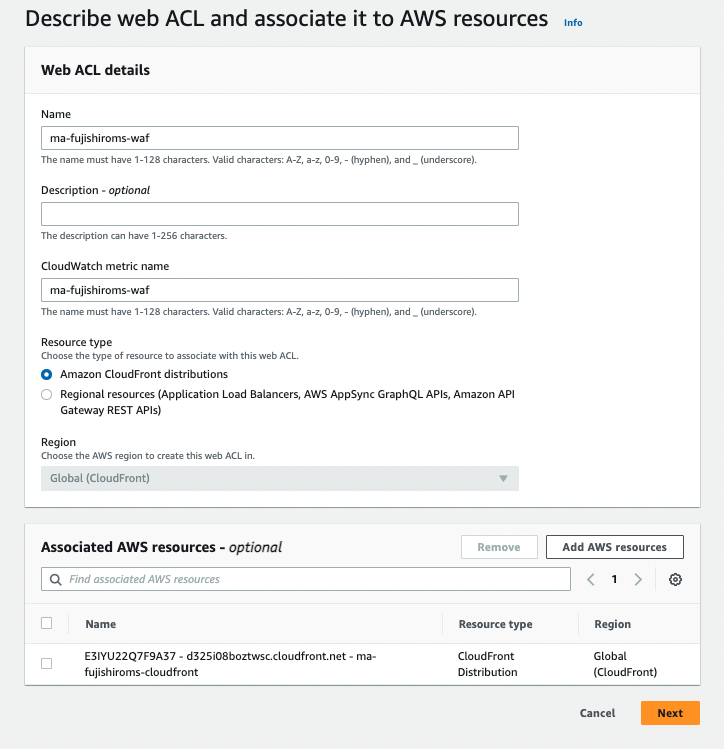 Describe web ACL and associate it to AWS resources Info
Web ACL details
Name
ma-fujishiroms-waf
The name must have 1-128 characters. Valid characters: A-Z, a-z, 0-9, - (hyphen), and _ (underscore).
Description - optional
The description can have 1-256 characters.
CloudWatch metric name
ma-fujishiroms-waf
The name must have 1-128 characters. Valid characters: A-Z, a-z, 0-9, - (hyphen), and _ (underscore).
Resource type
Choose the type of resource to associate with this web ACL.
Amazon CloudFront distributions
Regional resources (Application Load Balancers, AWS AppSync GraphQL APIs, Amazon API
Gateway REST APIs)
Region
Choose the AWS region to create this web ACL in.
Global (CloudFront)
Associated AWS resources - optional
Remove
Add AWS resources
Find associated AWS resources
1
Name Resource type Region
E3IYU22Q7F9A37 - d325i08boztwsc.cloudfront.net - ma- CloudFront Global
fujishiroms-cloudfront Distribution (CloudFront)
Cancel
Next